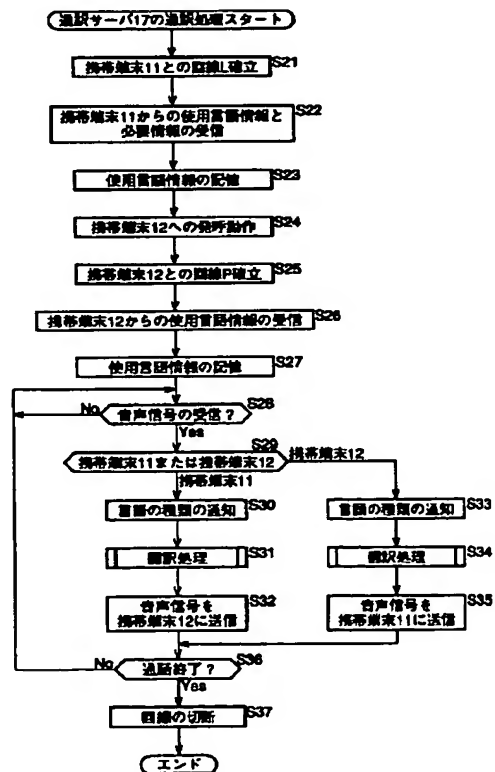 通訳サーバ17の通訳処理スタート
携帯端末11との回線L確立
S21
携帯端末11からの使用言語情報と
必要情報の受信
S22
使用言語情報の記憶
S23
携帯端末12への発呼動作
S24
携帯端末12との回線P確立
S25
携帯端末12からの使用言語情報の受信
S26
使用言語情報の記憶
S27
音声信号の受信?
S28
No
Yes
S29
携帯端末11または携帯端末12
携帯端末12
携帯端末11
言語の種類の通知
S30
言語の種類の通知
S33
翻訳処理
S31
翻訳処理
S34
音声信号を
携帯端末12に送信
S32
音声信号を
携帯端末11に送信
S35
通話終了?
S36
No
Yes
回線の切断
S37
エンド